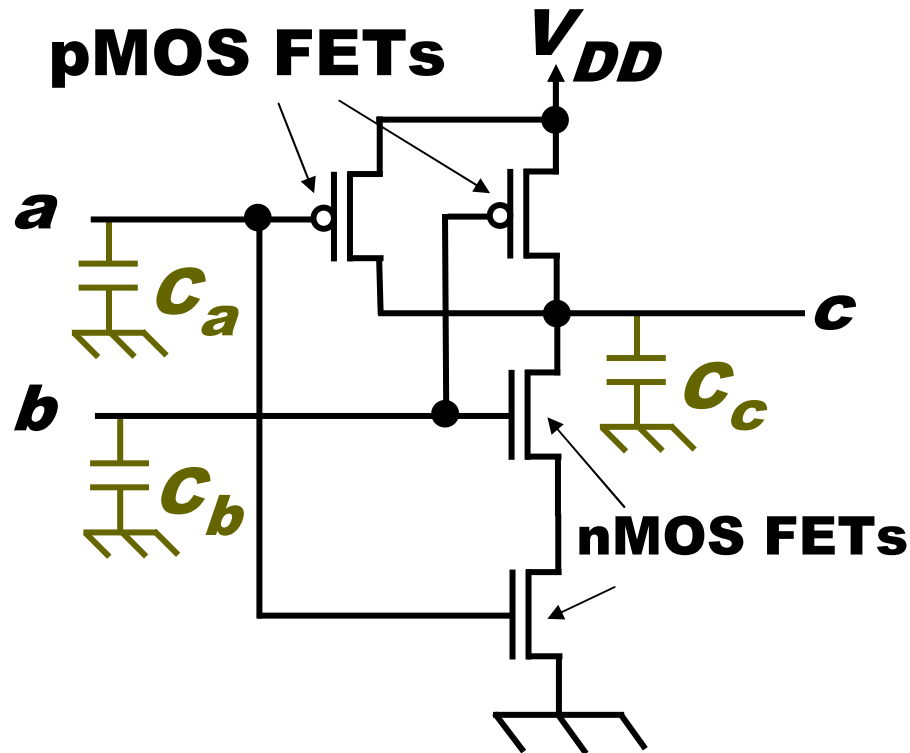 pMOS FETs
V_DD
a
C_a
c
b
C_c
C_b
nMOS FETs